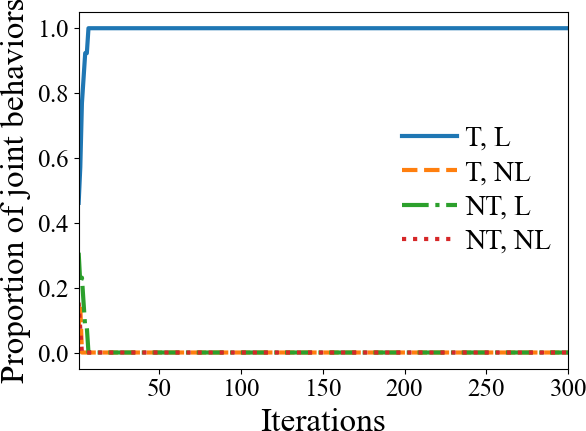 Proportion of joint behaviors
1.0
0.8
0.6
0.4
0.2
0.0
T, L
T, NL
NT, L
NT, NL
50 100 150 200 250 300
Iterations